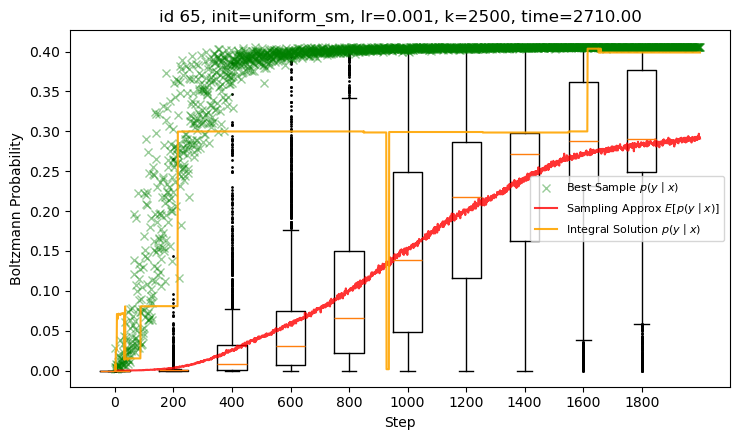 id 65, init=uniform_sm, lr=0.001, k=2500, time=2710.00
Boltzmann Probability
0.40
0.35
0.30
0.25
0.20
0.15
0.10
0.05
0.00
Best Sample p(y | x)
Sampling Approx E[p(y | x)]
Integral Solution p(y | x)
0 200 400 600 800 1000 1200 1400 1600 1800
Step